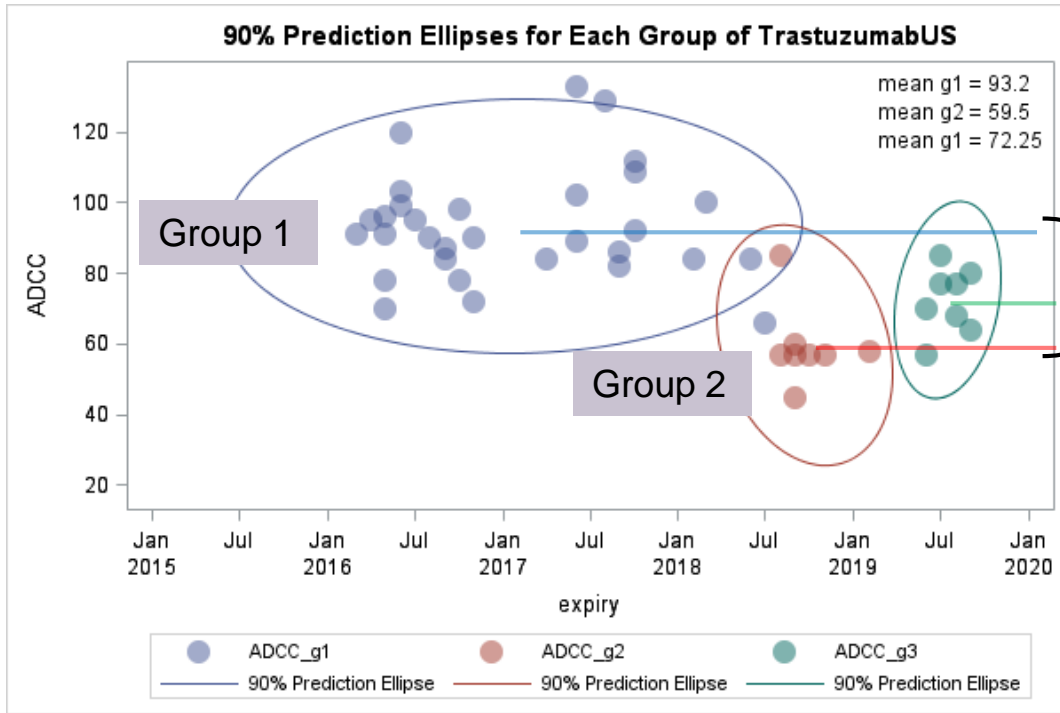 90% Prediction Ellipses for Each Group of TrastuzumabUS
mean g1 = 93.2
mean g2 = 59.5
mean g1 = 72.25
ADCC
120
100
80
60
40
20
Group 1
Group 2
Jan Jul Jan Jul Jan Jul Jan Jul Jan Jul Jan
2015 2016 2017 2018 2019 2020
expiry
ADCC_g1 ADCC_g2 ADCC_g3
90% Prediction Ellipse 90% Prediction Ellipse 90% Prediction Ellipse